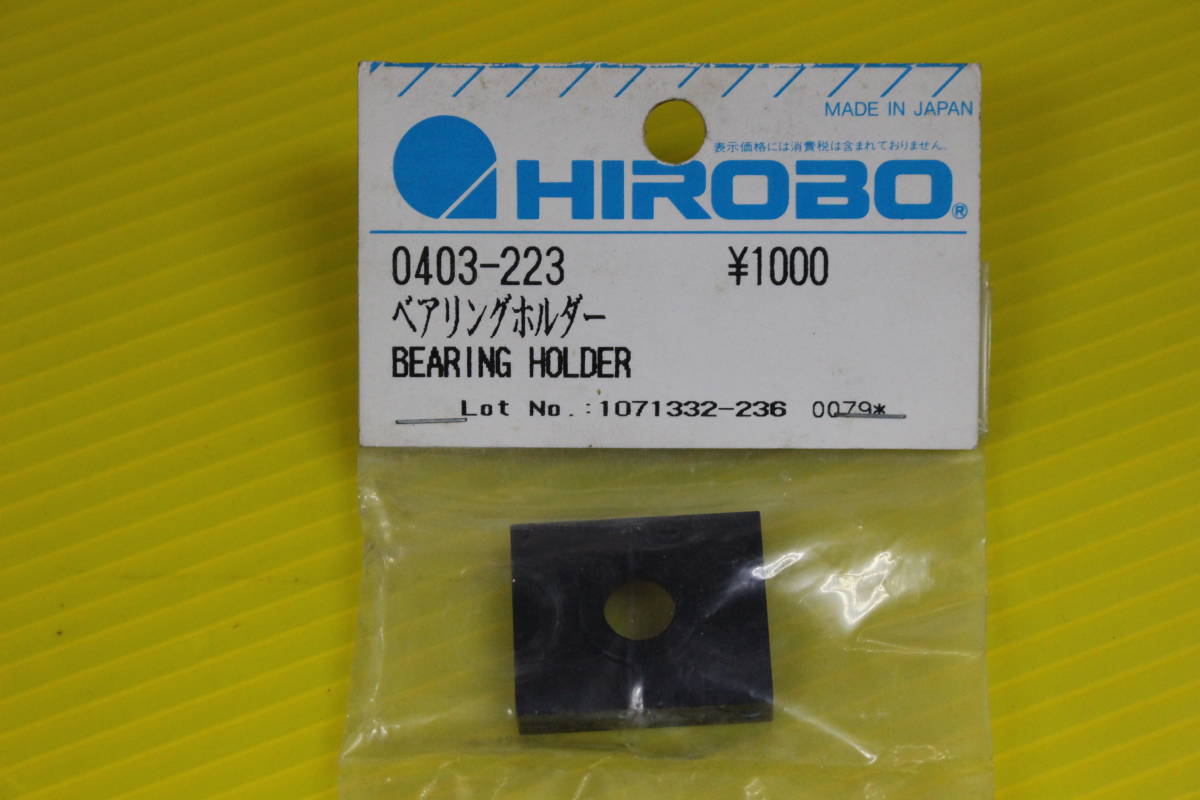 MADE IN JAPAN
表示価格には消費税は含まれておりません。
HIROBO®
0403-223 ¥1000
ベアリングホルダー
BEARING HOLDER
Lot No.:1071332-236 0079*